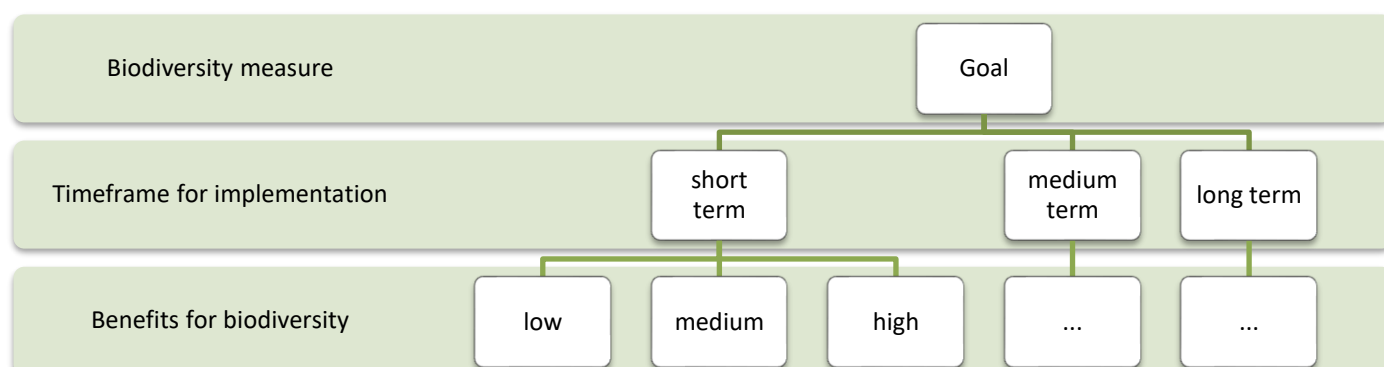 Biodiversity measure
Goal
Timeframe for implementation
short
term
medium
term
long term
Benefits for biodiversity
low
medium
high
...
...